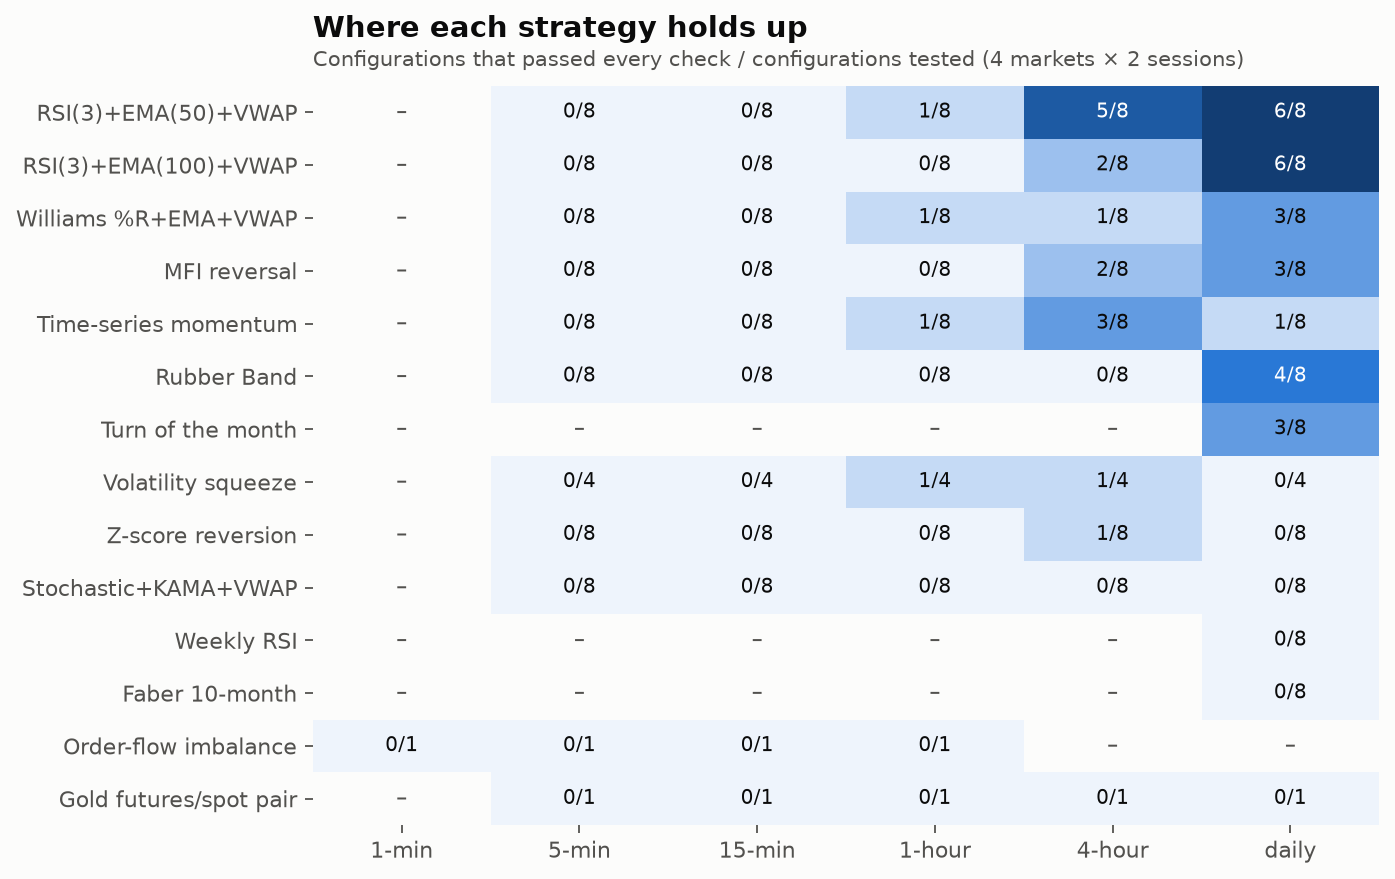 Where each strategy holds up
Configurations that passed every check / configurations tested (4 markets × 2 sessions)
RSI(3)+EMA(50)+VWAP – 0/8 0/8 1/8 5/8 6/8
RSI(3)+EMA(100)+VWAP – 0/8 0/8 0/8 2/8 6/8
Williams %R+EMA+VWAP – 0/8 0/8 1/8 1/8 3/8
MFI reversal – 0/8 0/8 0/8 2/8 3/8
Time-series momentum – 0/8 0/8 1/8 3/8 1/8
Rubber Band – 0/8 0/8 0/8 0/8 4/8
Turn of the month – – – – – 3/8
Volatility squeeze – 0/4 0/4 1/4 1/4 0/4
Z-score reversion – 0/8 0/8 0/8 1/8 0/8
Stochastic+KAMA+VWAP – 0/8 0/8 0/8 0/8 0/8
Weekly RSI – – – – – 0/8
Faber 10-month – – – – – 0/8
Order-flow imbalance 0/1 0/1 0/1 0/1 – –
Gold futures/spot pair – 0/1 0/1 0/1 0/1 0/1
1-min 5-min 15-min 1-hour 4-hour daily